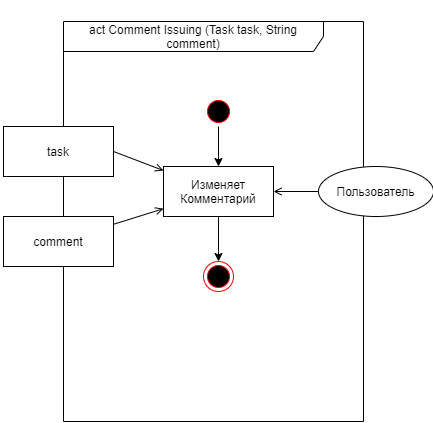 act Comment Issuing (Task task, String
comment)
task
Изменяет
Комментарий
Пользователь
comment